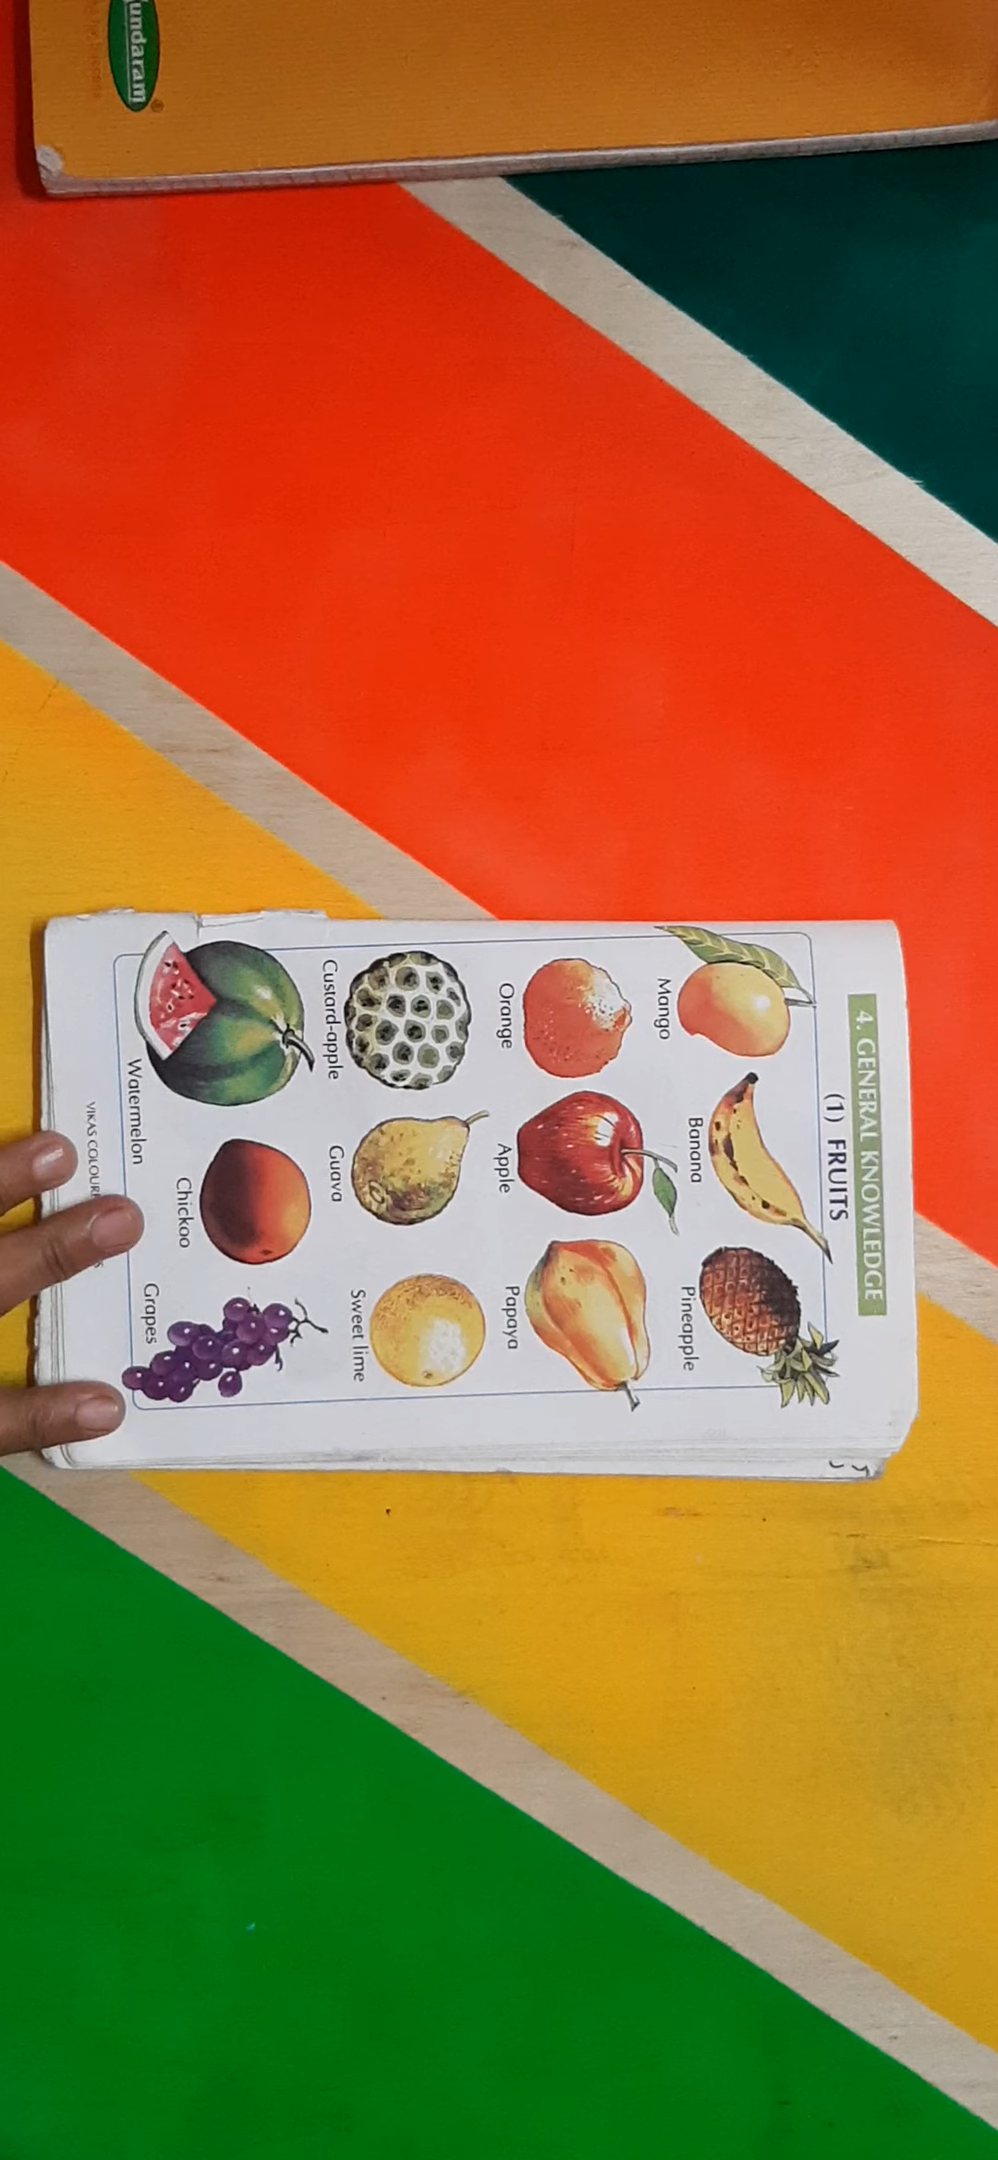 undaram
4. GENERAL KNOWLEDGE
(1) FRUITS
Mango
Banana
Pineapple
Orange
Apple
Papaya
Custard-apple
Guava
Sweet lime
Watermelon
Chickoo
Grapes
VIKAS COLOUR